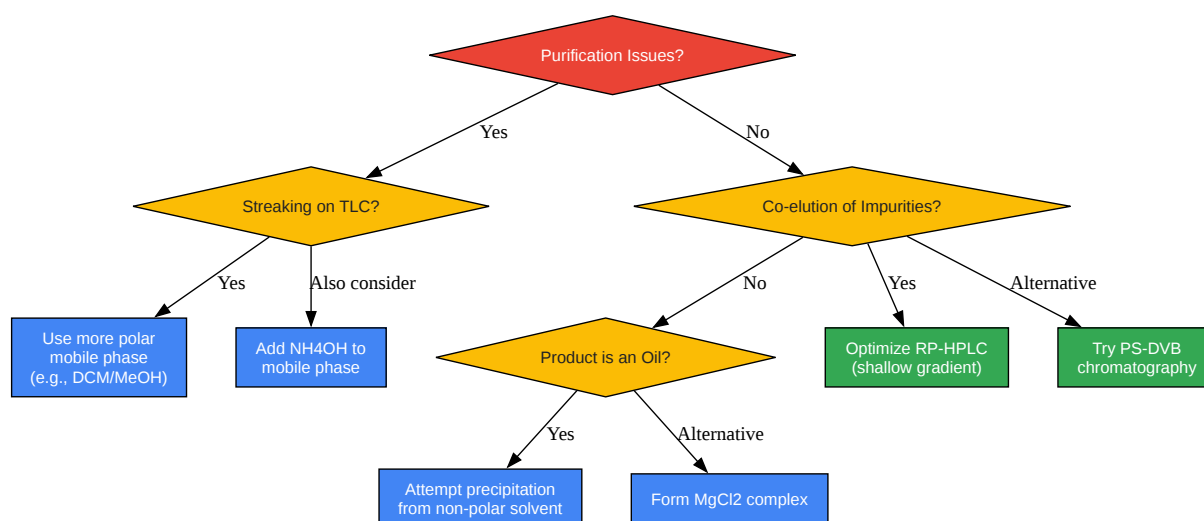 Purification Issues?
Yes
No
Streaking on TLC?
Co-elution of Impurities?
Yes
Also consider
No
Yes
Alternative
Use more polar
mobile phase
(e.g., DCM/MeOH)
Add NH4OH to
mobile phase
Product is an Oil?
Optimize RP-HPLC
(shallow gradient)
Try PS-DVB
chromatography
Yes
Alternative
Attempt precipitation
from non-polar solvent
Form MgCl2 complex